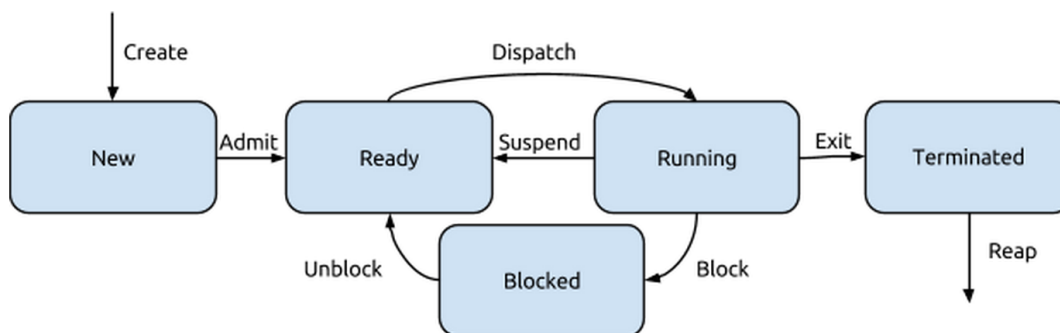 Create
Dispatch
New
Admit
Ready
Suspend
Running
Exit
Terminated
Unblock
Blocked
Block
Reap